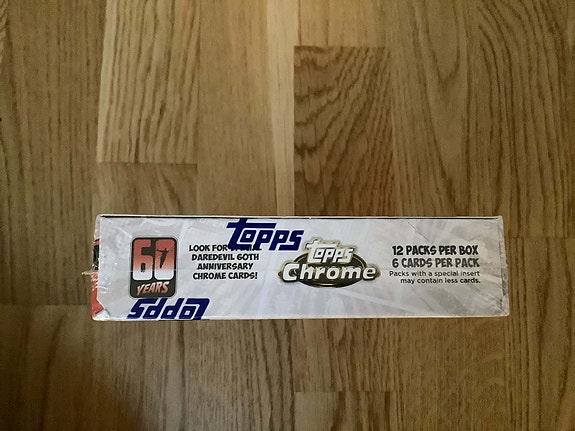 60
YEARS
LOOK FOR
DAREDEVIL 60TH
ANNIVERSARY
CHROME CARDS!
Topps
Topps
Topps
Chrome
12 PACKS PER BOX
6 CARDS PER PACK
Packs with a special insert
may contain less cards.